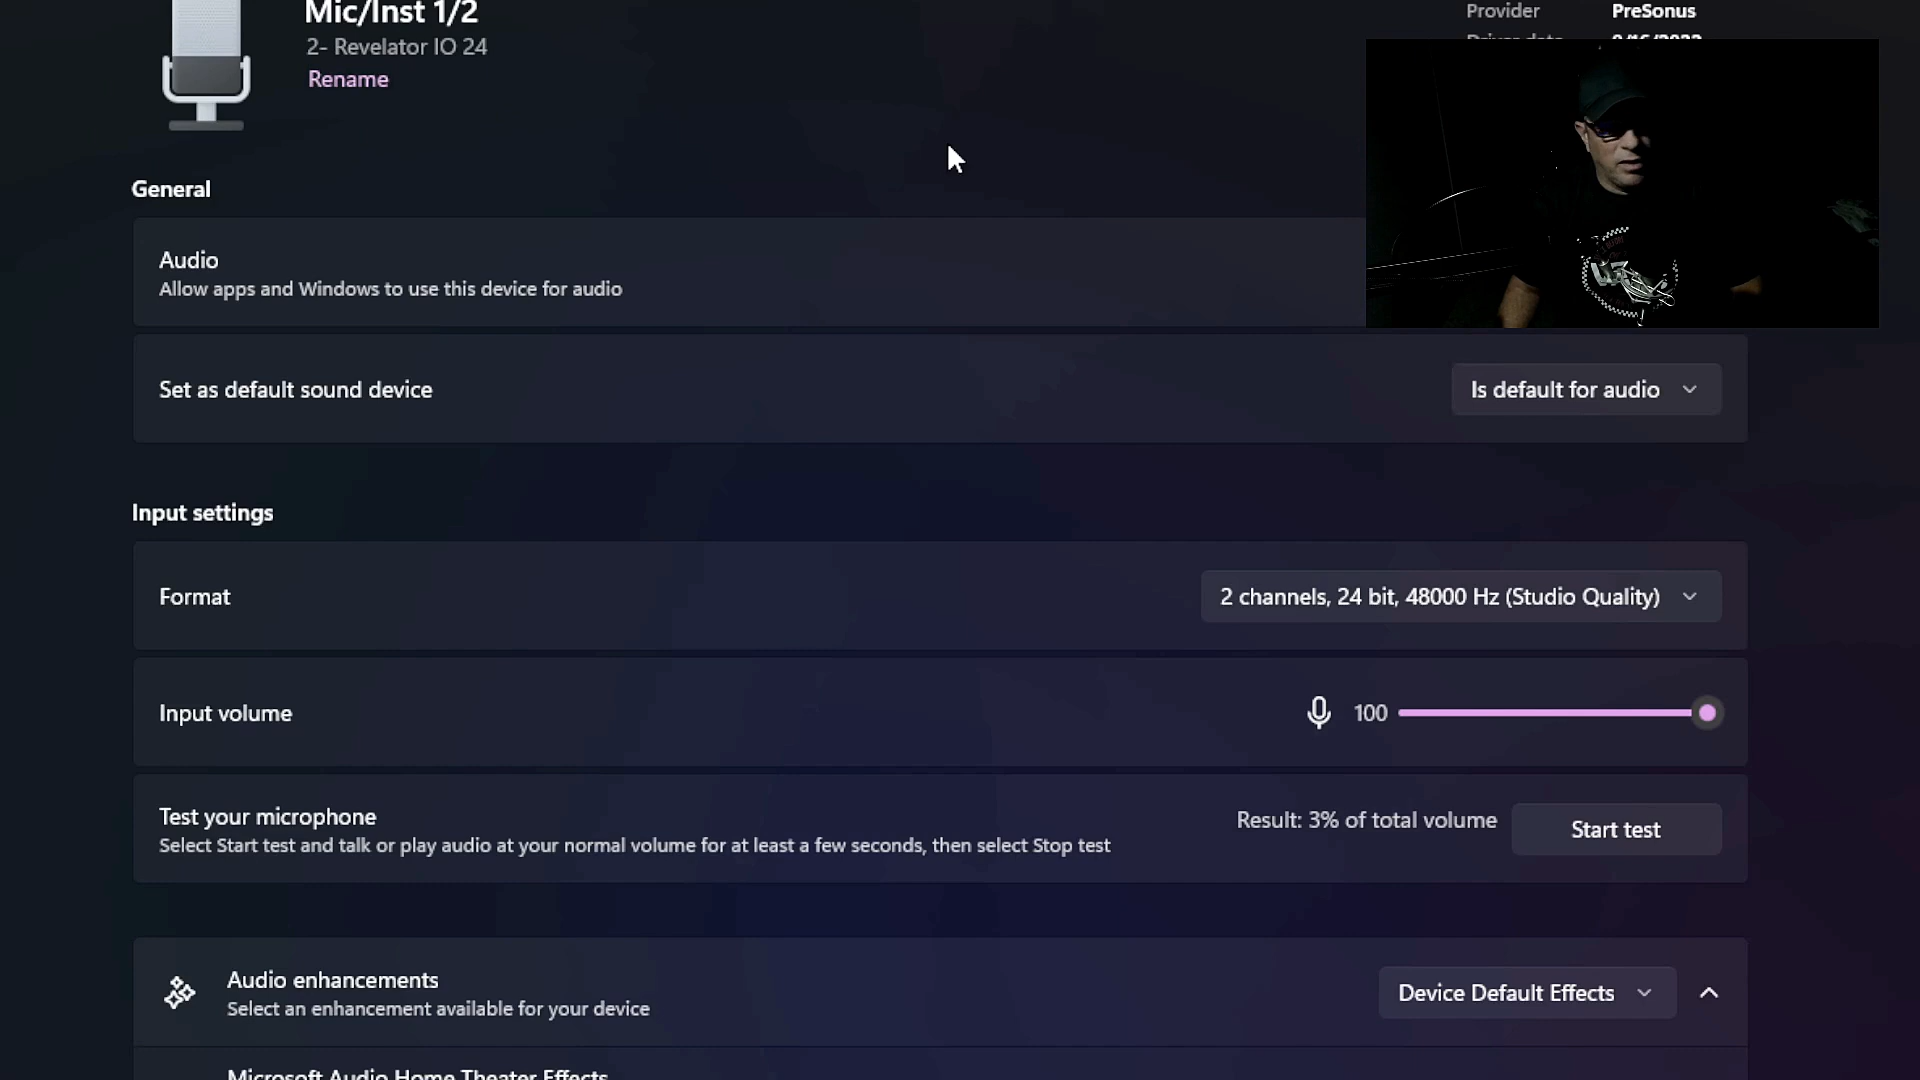 Mic/Inst 1/2
2- Revelator IO 24
Rename
Provider PreSonus
General
Audio
Allow apps and Windows to use this device for audio
Set as default sound device
Is default for audio
Input settings
Format
2 channels, 24 bit, 48000 Hz (Studio Quality)
Input volume
100
Test your microphone
Select Start test and talk or play audio at your normal volume for at least a few seconds, then select Stop test
Result: 3% of total volume
Start test
Audio enhancements
Select an enhancement available for your device
Device Default Effects
Microsoft Audio Home Theater Effects